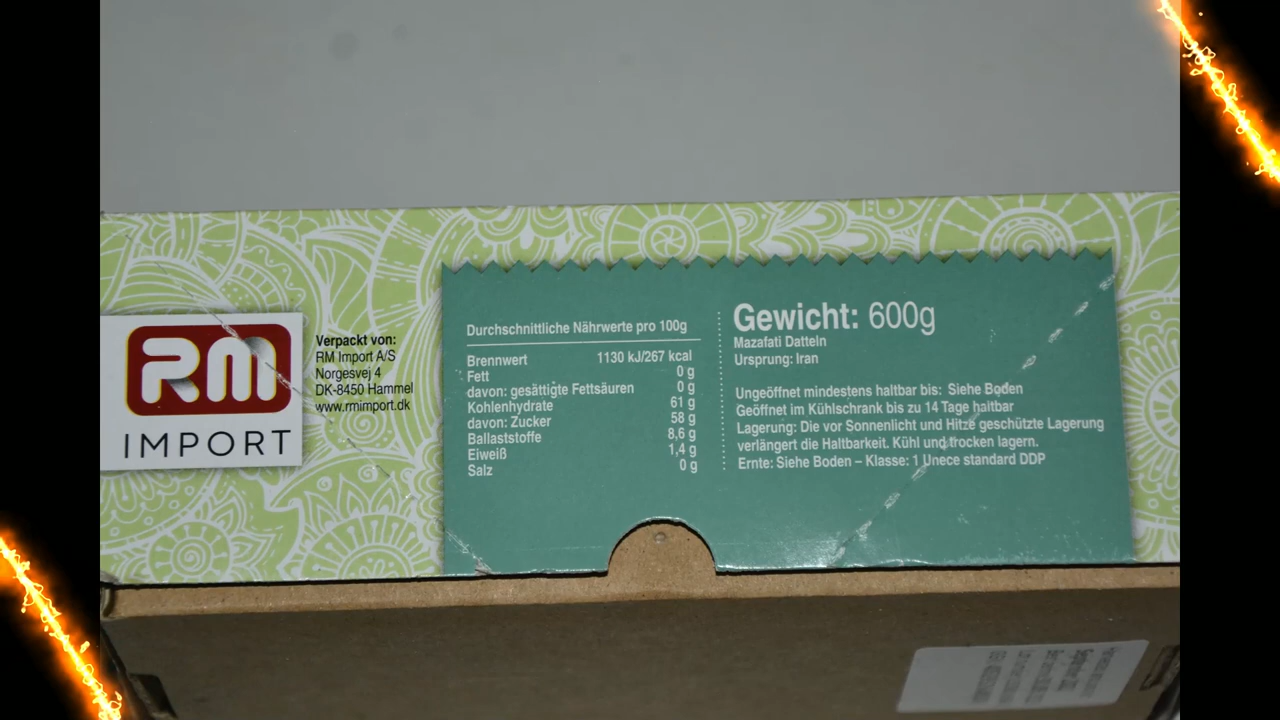 RM
IMPORT
Verpackt von:
RM Import A/S
Norgesvej 4
DK-8450 Hammel
www.rmimport.dk
Durchschnittliche Nährwerte pro 100g
Brennwert 1130 kJ/267 kcal
Fett 0 g
davon: gesättigte Fettsäuren 0 g
Kohlenhydrate 61 g
davon: Zucker 58 g
Ballaststoffe 8,6 g
Eiweiß 1,4 g
Salz 0 g
Gewicht: 600g
Mazafati Datteln
Ursprung: Iran
Ungeöffnet mindestens haltbar bis: Siehe Boden
Geöffnet im Kühlschrank bis zu 14 Tage haltbar
Lagerung: Die vor Sonnenlicht und Hitze geschützte Lagerung
verlängert die Haltbarkeit. Kühl und trocken lagern.
Ernte: Siehe Boden – Klasse: 1 Unece standard DDP